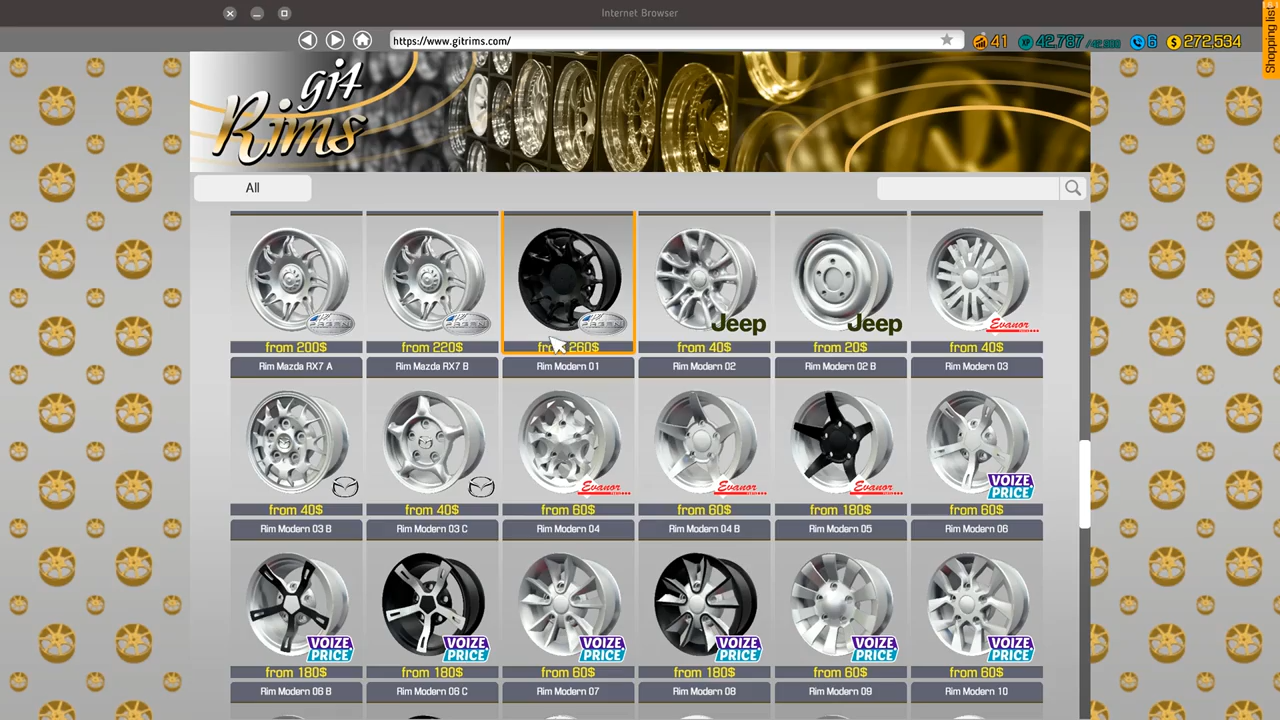 Internet Browser
https://www.gitrims.com/
41
42,787
6
272,534
Shopping list
git
Rims
All
Jeep
Jeep
Evanor
from 200$
from 220$
from 260$
from 40$
from 20$
from 40$
Rim Mazda RX7 A
Rim Mazda RX7 B
Rim Modern 01
Rim Modern 02
Rim Modern 02 B
Rim Modern 03
Evanor
Evanor
Evanor
VOIZE
PRICE
from 40$
from 40$
from 60$
from 60$
from 180$
from 60$
Rim Modern 03 B
Rim Modern 03 C
Rim Modern 04
Rim Modern 04 B
Rim Modern 05
Rim Modern 06
VOIZE
PRICE
VOIZE
PRICE
VOIZE
PRICE
VOIZE
PRICE
VOIZE
PRICE
VOIZE
PRICE
from 180$
from 180$
from 60$
from 180$
from 60$
from 60$
Rim Modern 06 B
Rim Modern 06 C
Rim Modern 07
Rim Modern 08
Rim Modern 09
Rim Modern 10